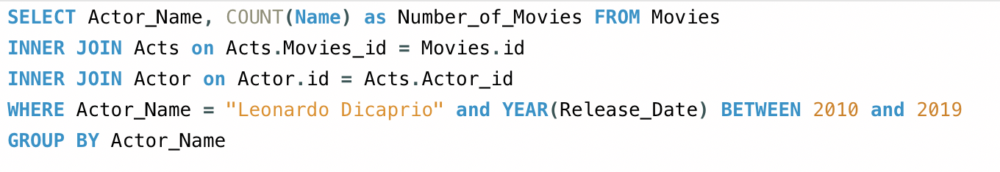 SELECT Actor_Name, COUNT(Name) as Number_of_Movies FROM Movies
INNER JOIN Acts on Acts.Movies_id = Movies.id
INNER JOIN Actor on Actor.id = Acts.Actor_id
WHERE Actor_Name = "Leonardo Dicaprio" and YEAR(Release_Date) BETWEEN 2010 and 2019
GROUP BY Actor_Name